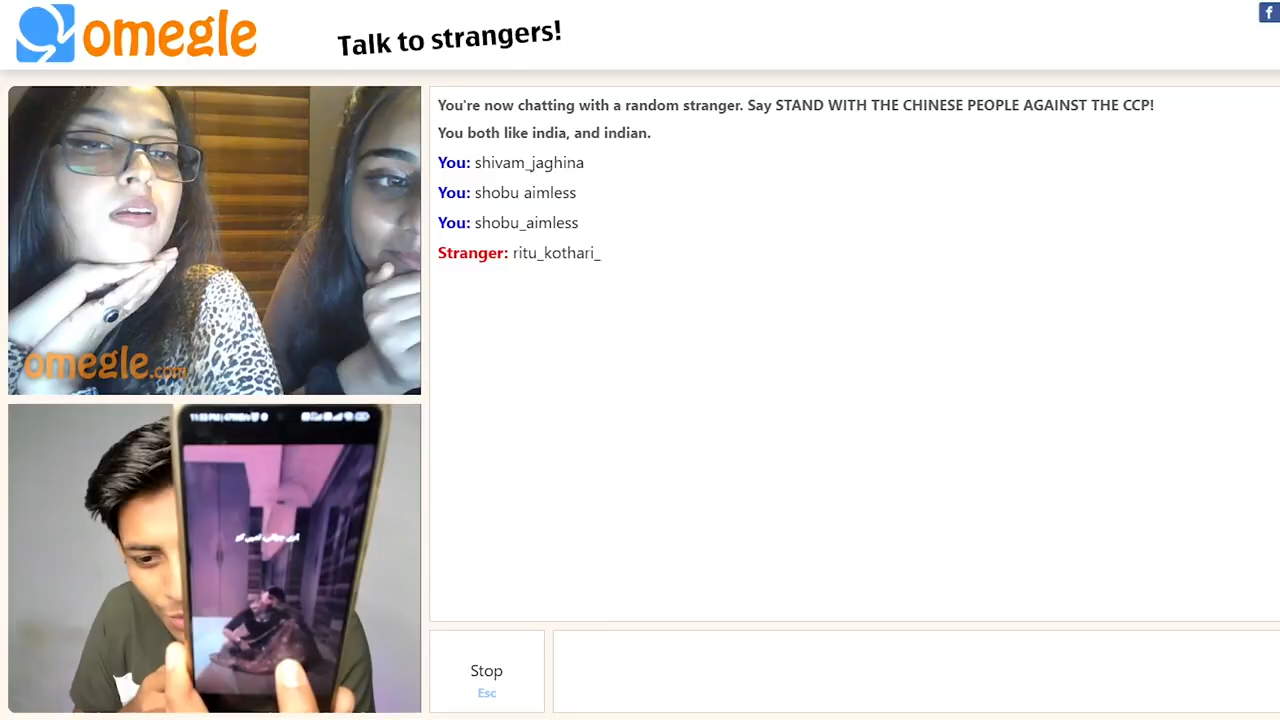 omegle
Talk to strangers!
f
You're now chatting with a random stranger. Say STAND WITH THE CHINESE PEOPLE AGAINST THE CCP!
You both like india, and indian.
You: shivam_jaghina
You: shobu aimless
You: shobu_aimless
Stranger: ritu_kothari_
omegle.com
Stop
Esc